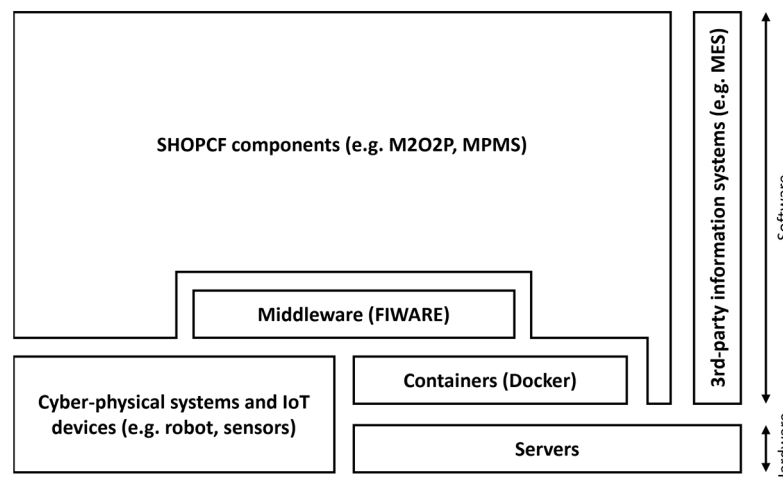 SHOPCF components (e.g. M2O2P, MPMS)
3rd-party information systems (e.g. MES)
Software
Middleware (FIWARE)
Containers (Docker)
Cyber-physical systems and IoT
devices (e.g. robot, sensors)
Servers